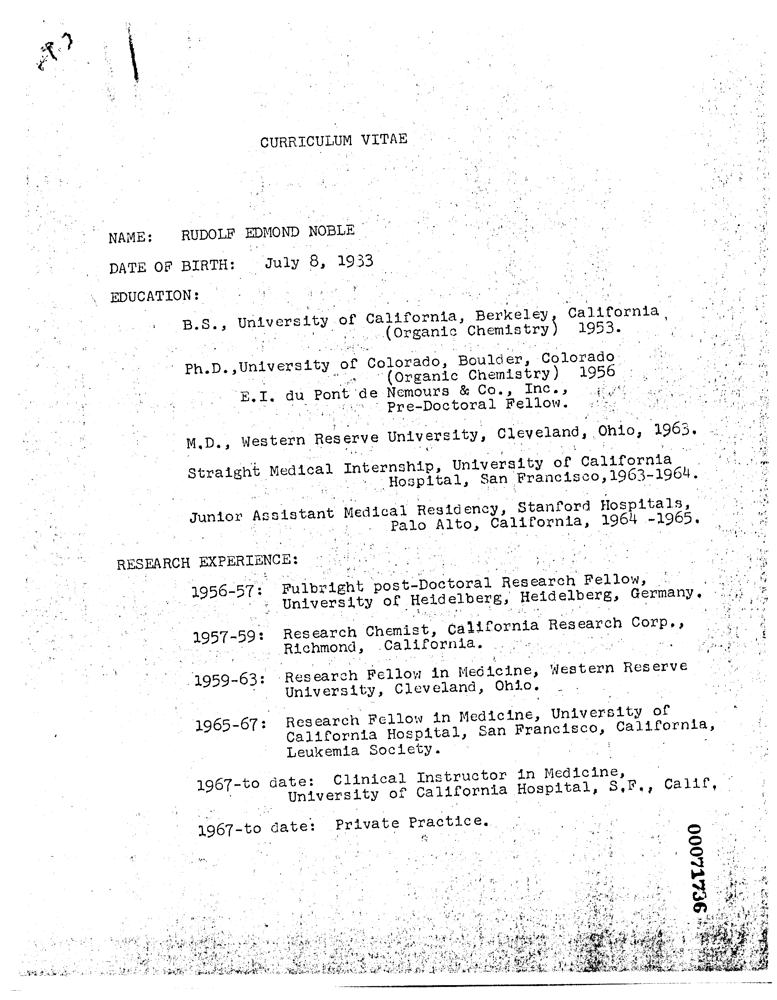 CURRICULUM VITAE
NAME: RUDOLF EDMOND NOBLE
DATE OF BIRTH: July 8, 1933
EDUCATION:
B.S., University of California, Berkeley, California
(Organic Chemistry) 1953.
Ph.D.,University of Colorado, Boulder, Colorado
(Organic Chemistry) 1956
E.I. du Pont de Nemours & Co., Inc.,
Pre-Doctoral Fellow.
M.D., Western Reserve University, Cleveland, Ohio, 1963.
Straight Medical Internship, University of California
Hospital, San Francisco,1963-1964.
Junior Assistant Medical Residency, Stanford Hospitals,
Palo Alto, California, 1964 -1965.
RESEARCH EXPERIENCE:
1956-57: Fulbright post-Doctoral Research Fellow,
University of Heidelberg, Heidelberg, Germany.
1957-59: Research Chemist, California Research Corp.,
Richmond, California.
1959-63: Research Fellow in Medicine, Western Reserve
University, Cleveland, Ohio.
1965-67: Research Fellow in Medicine, University of
California Hospital, San Francisco, California,
Leukemia Society.
1967-to date: Clinical Instructor in Medicine,
University of California Hospital, S.F., Calif.
1967-to date: Private Practice.
00071736